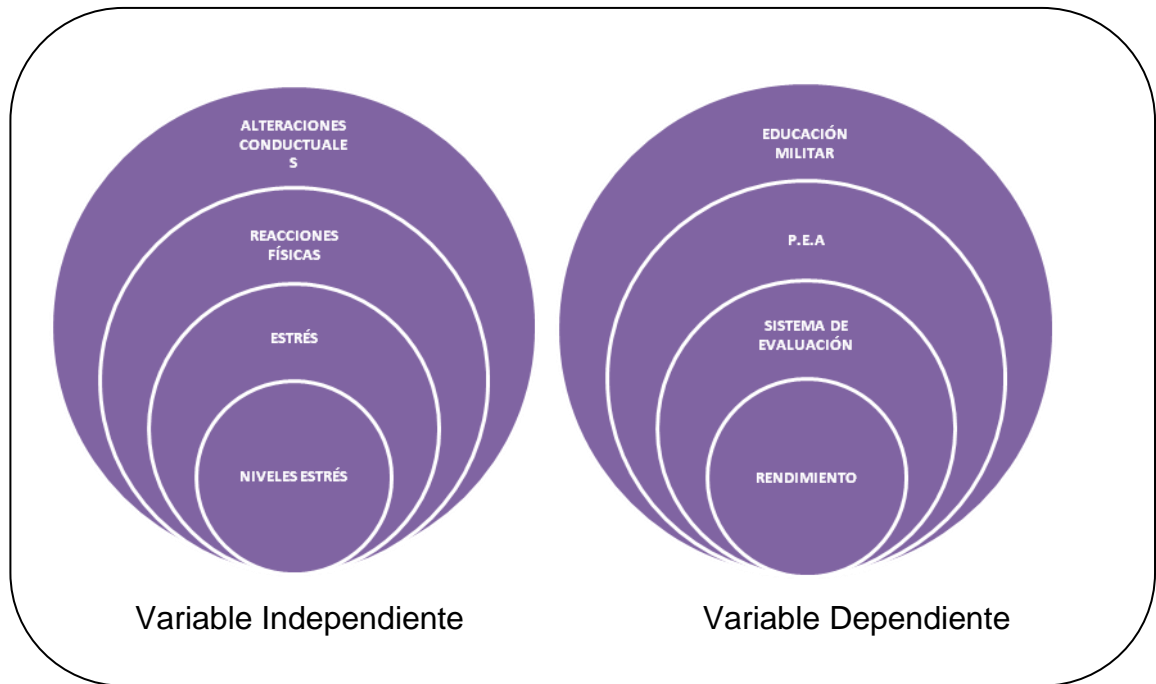 ALTERACIONES
CONDUCTUALE
S
REACCIONES
FÍSICAS
ESTRÉS
NIVELES ESTRÉS
Variable Independiente
EDUCACIÓN
MILITAR
P.E.A
SISTEMA DE
EVALUACIÓN
RENDIMIENTO
Variable Dependiente